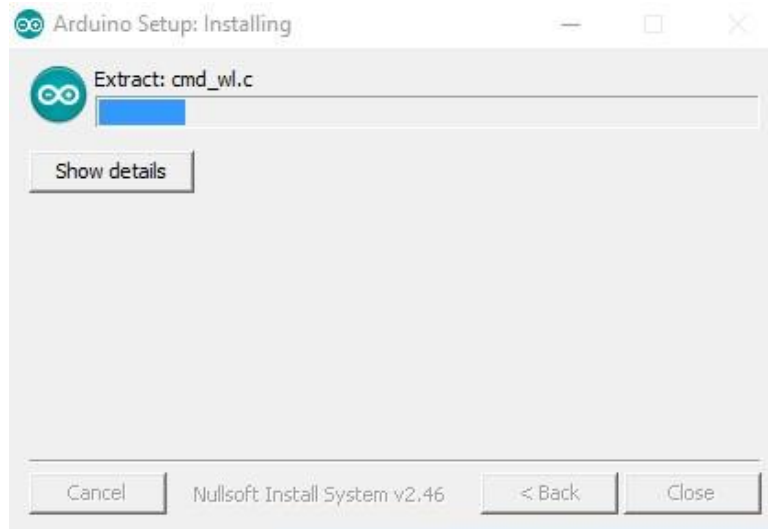 Arduino Setup: Installing
Extract: cmd_wl.c
Show details
Cancel Nullsoft Install System v2.46 < Back Close